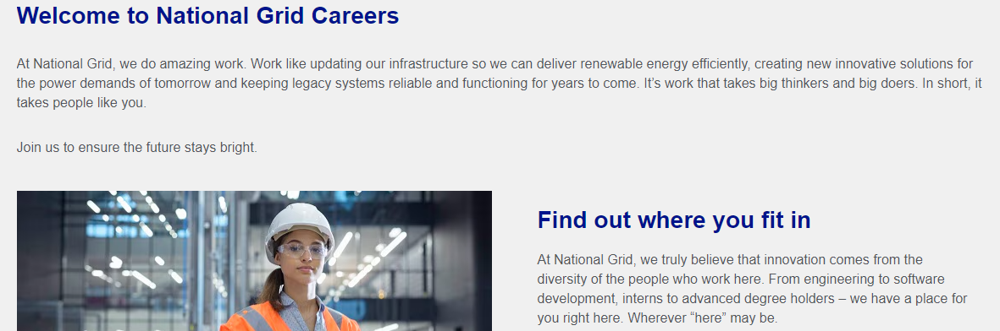 Welcome to National Grid Careers
At National Grid, we do amazing work. Work like updating our infrastructure so we can deliver renewable energy efficiently, creating new innovative solutions for
the power demands of tomorrow and keeping legacy systems reliable and functioning for years to come. It’s work that takes big thinkers and big doers. In short, it
takes people like you.
Join us to ensure the future stays bright.
Find out where you fit in
At National Grid, we truly believe that innovation comes from the
diversity of the people who work here. From engineering to software
development, interns to advanced degree holders – we have a place for
you right here. Wherever “here” may be.